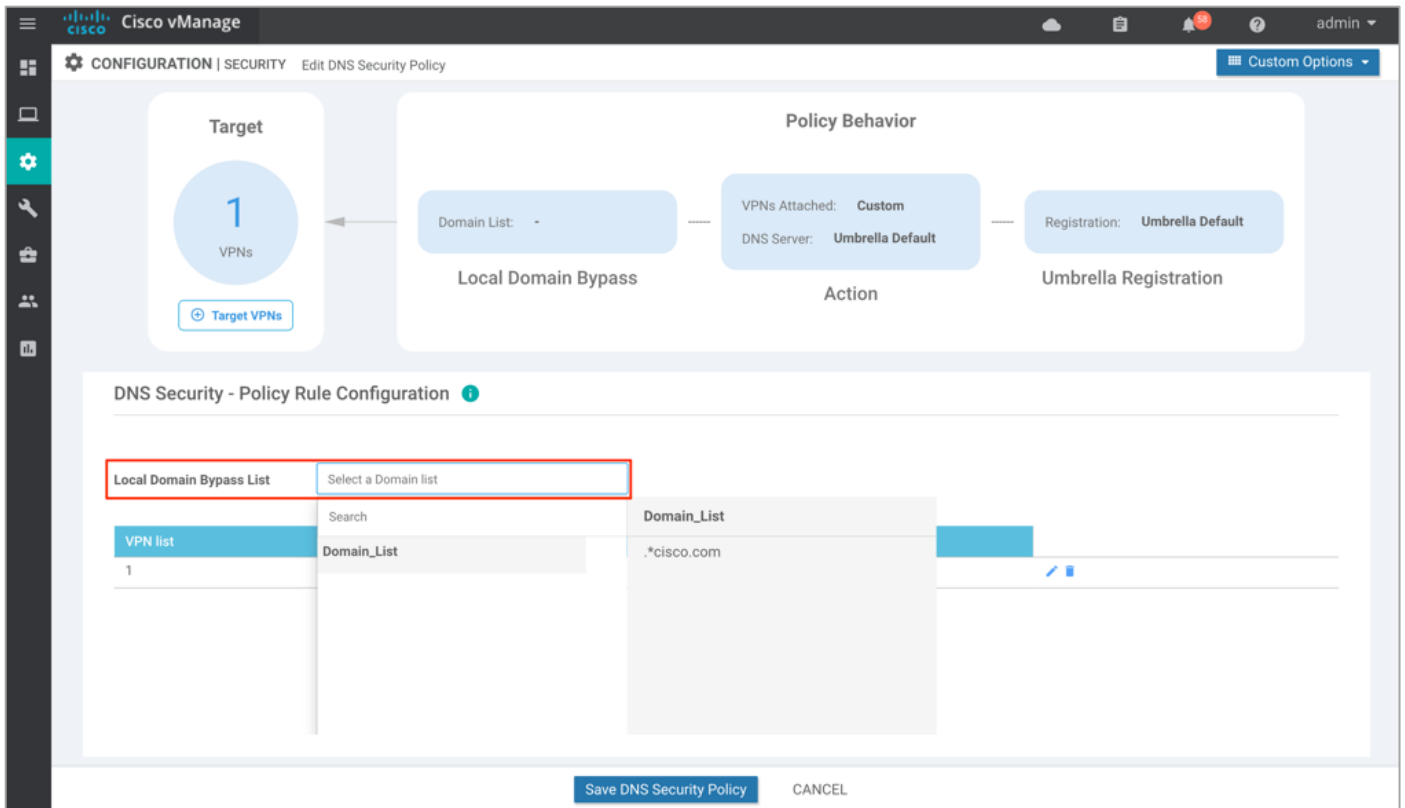 cisco Cisco vManage 58 admin
CONFIGURATION | SECURITY Edit DNS Security Policy Custom Options
Target
1
VPNs
Target VPNs
Policy Behavior
Domain List: -
Local Domain Bypass
VPNs Attached: Custom
DNS Server: Umbrella Default
Action
Registration: Umbrella Default
Umbrella Registration
DNS Security - Policy Rule Configuration
Local Domain Bypass List Select a Domain list
Search
Domain_List
Domain_List
.*cisco.com
VPN list
1
Save DNS Security Policy CANCEL